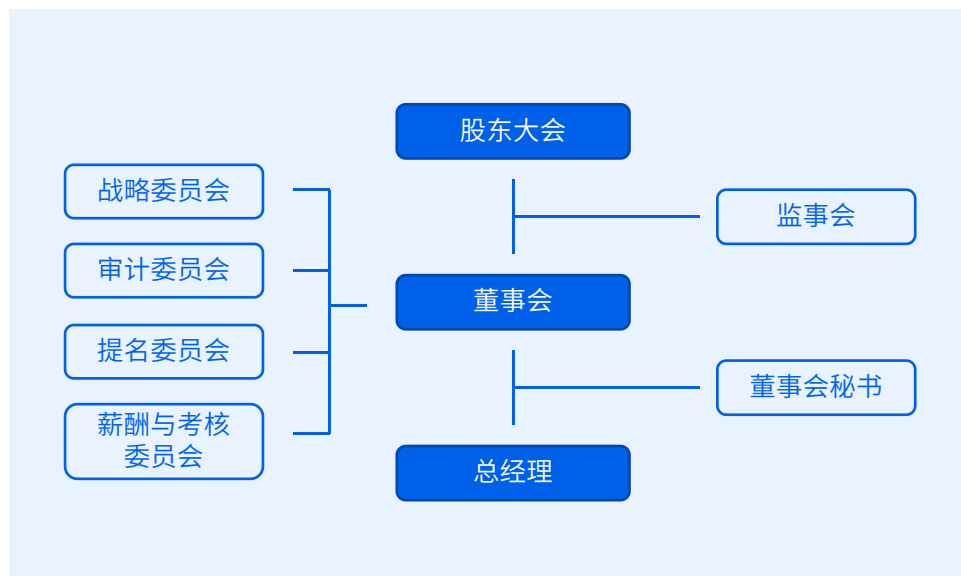 股东大会
战略委员会
监事会
审计委员会
董事会
提名委员会
董事会秘书
薪酬与考核
委员会
总经理